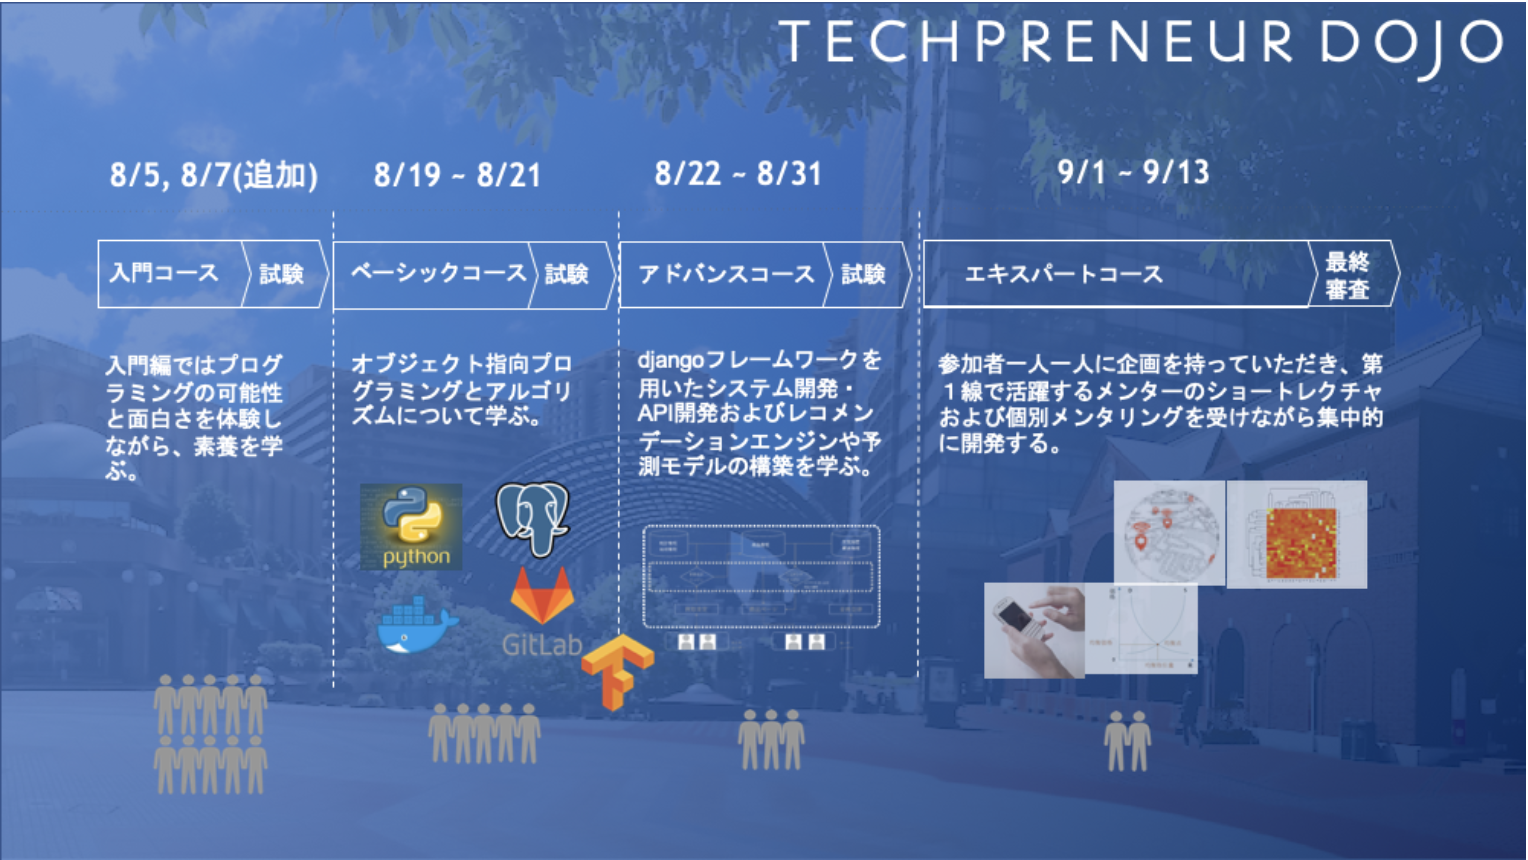 TECHPRENEUR DOJO
8/5, 8/7(追加)
8/19 ~ 8/21
8/22 ~ 8/31
9/1 ~ 9/13
入門コース
試験
ベーシックコース
試験
アドバンスコース
試験
エキスパートコース
最終
審査
入門編ではプログ
ラミングの可能性
と面白さを体験し
ながら、素養を学
ぶ。
オブジェクト指向プロ
グラミングとアルゴリ
ズムについて学ぶ。
djangoフレームワークを
用いたシステム開発・
API開発およびレコメン
デーションエンジンや予
測モデルの構築を学ぶ。
参加者一人一人に企画を持っていただき、第
１線で活躍するメンターのショートレクチャ
および個別メンタリングを受けながら集中的
に開発する。
python
GitLab